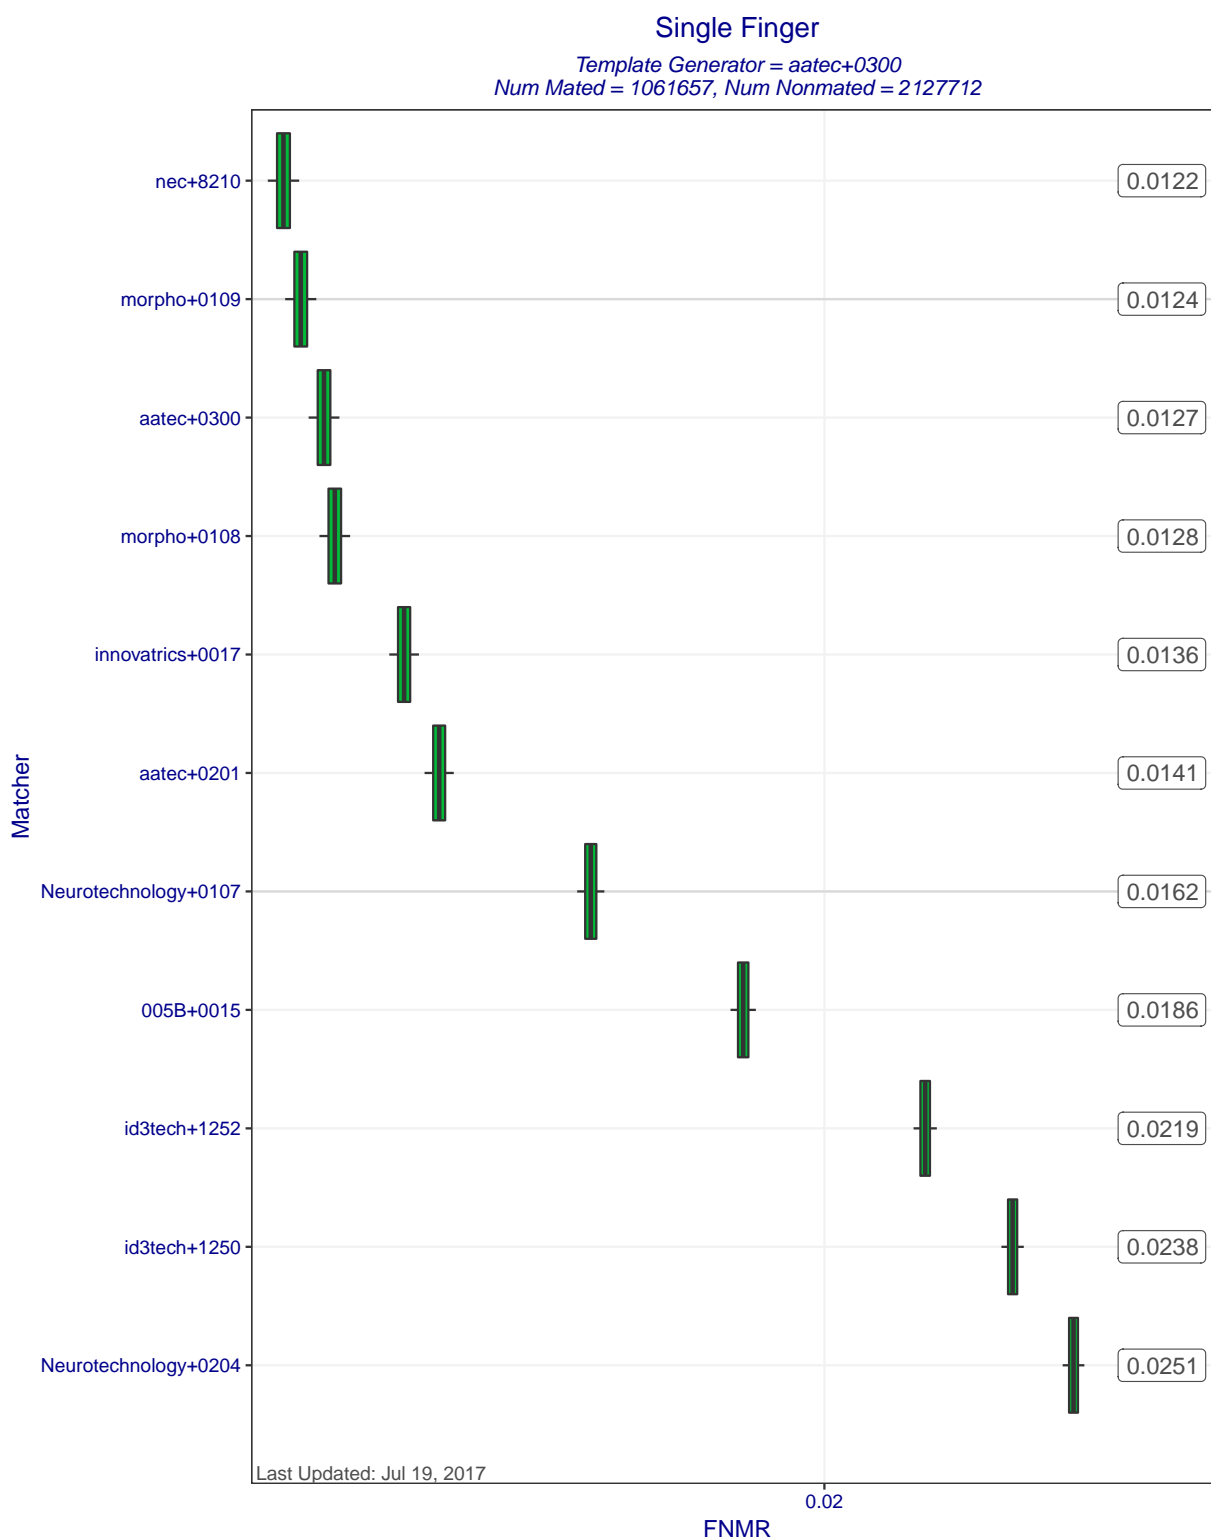 Single Finger
Template Generator = aatec+0300
Num Mated = 1061657, Num Nonmated = 2127712
nec+8210 0.0122
morpho+0109 0.0124
aatec+0300 0.0127
morpho+0108 0.0128
innovatrics+0017 0.0136
aatec+0201 0.0141
Matcher
Neurotechnology+0107 0.0162
005B+0015 0.0186
id3tech+1252 0.0219
id3tech+1250 0.0238
Neurotechnology+0204 0.0251
Last Updated: Jul 19, 2017
0.02
FNMR